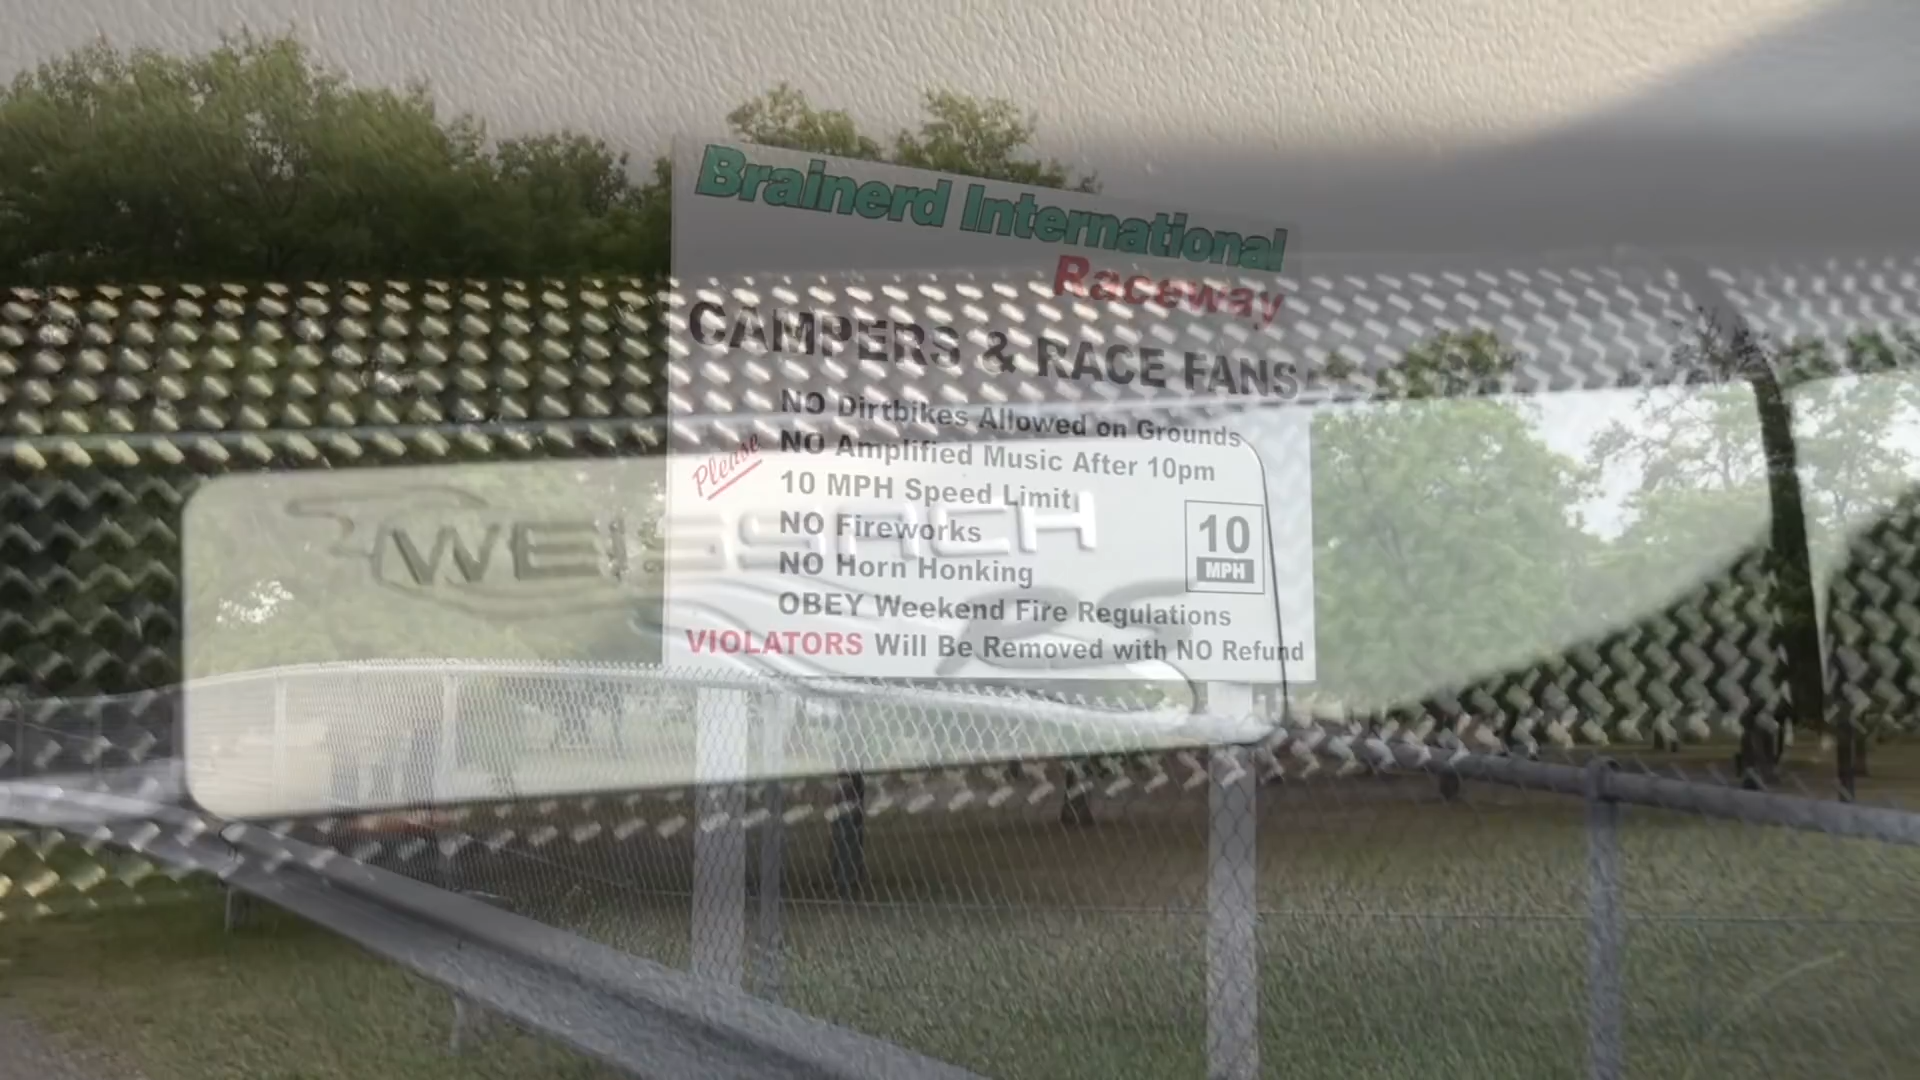 Brainerd International
Raceway
CAMPERS & RACE FANS
NO Dirtbikes Allowed on Grounds
Please
NO Amplified Music After 10pm
10 MPH Speed Limit
NO Fireworks
NO Horn Honking
10
MPH
OBEY Weekend Fire Regulations
VIOLATORS Will Be Removed with NO Refund
WEISSACH
RS